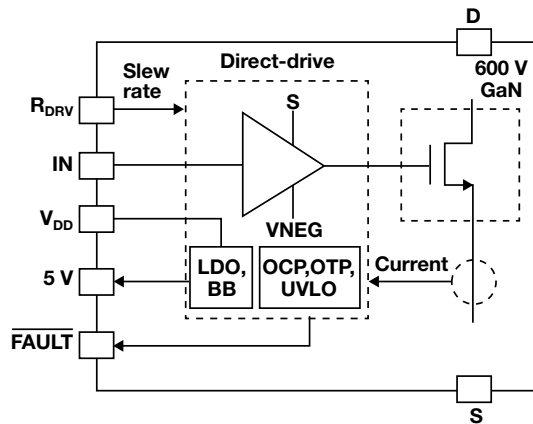 D
Direct-drive
600 V
GaN
Slew
rate
RDRV
S
IN
VDD
VNEG
5 V
LDO,
BB
OCP,OTP,
UVLO
Current
FAULT
S